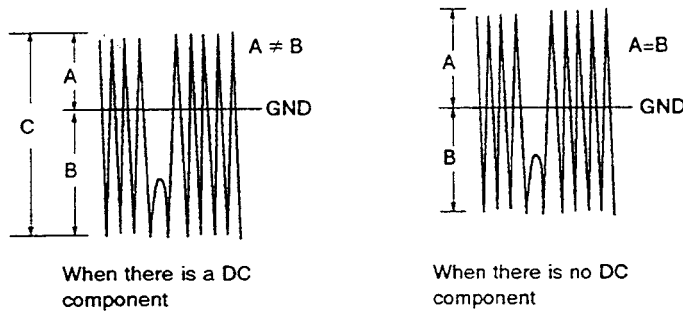 A ≠ B
A
GND
C
B
When there is a DC
component
A=B
A
GND
B
When there is no DC
component